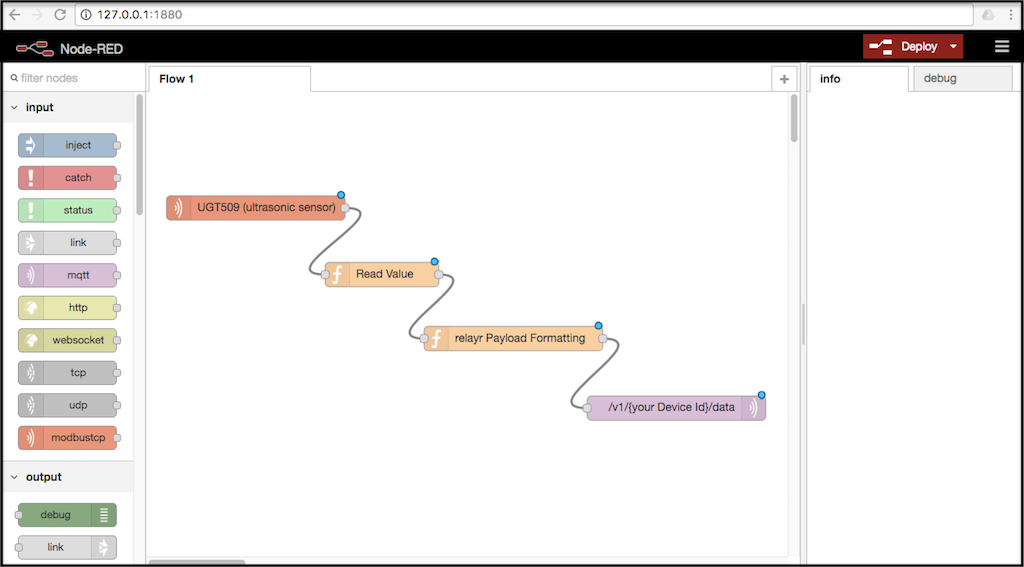 127.0.0.1:1880
Node-RED
Deploy
filter nodes
Flow 1
+
info
debug
input
inject
catch
status
link
mqtt
http
websocket
tcp
udp
modbustcp
output
debug
link
UGT509 (ultrasonic sensor)
f Read Value
f relayr Payload Formatting
/v1/{your Device Id}/data